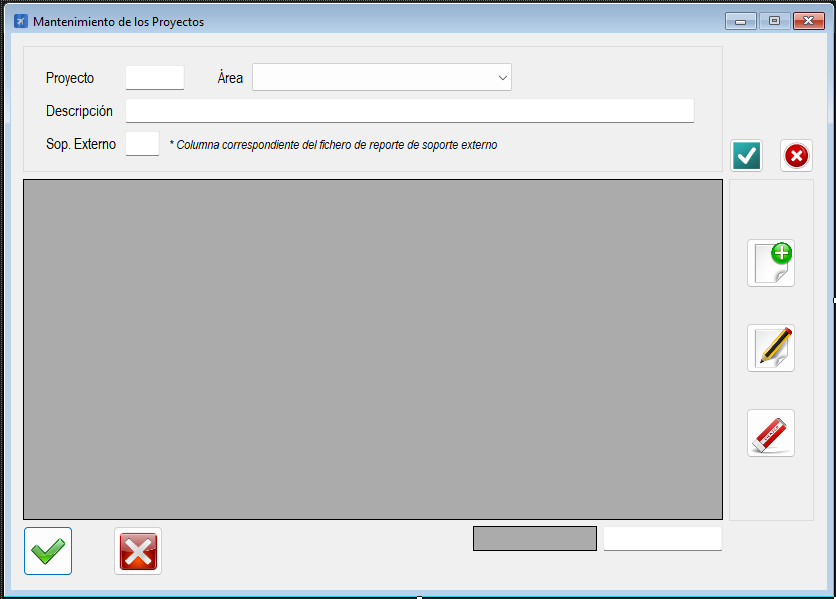 Mantenimiento de los Proyectos
Proyecto Área
Descripción
Sop. Externo * Columna correspondiente del fichero de reporte de soporte externo